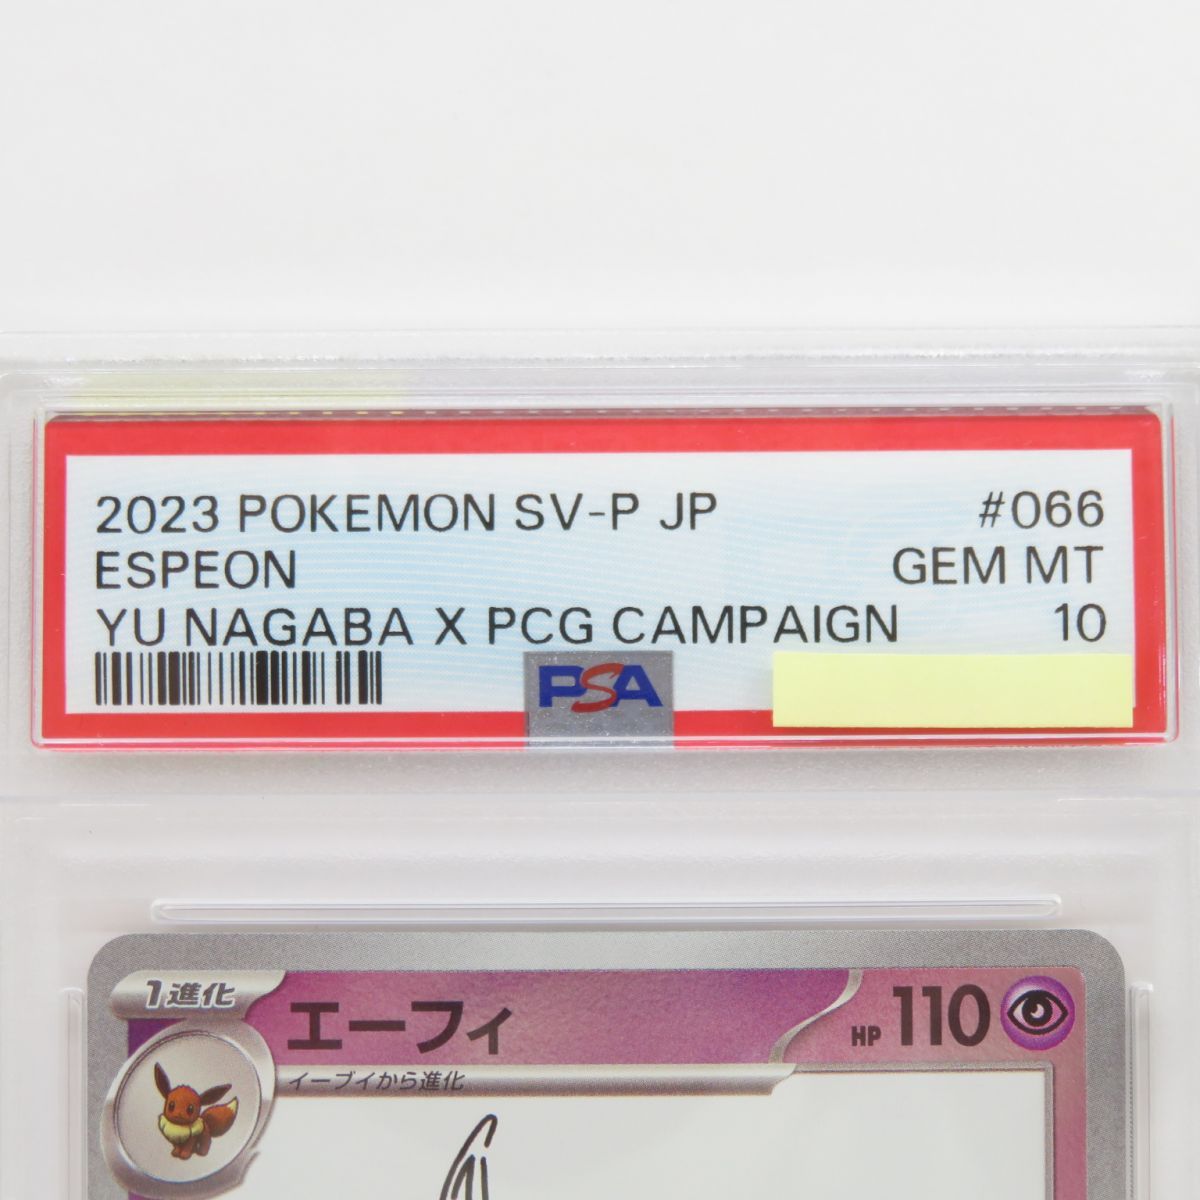 2023 POKEMON SV-P JP #066
ESPEON GEM MT
YU NAGABA X PCG CAMPAIGN 10
PSA
1進化
エーフィ
HP 110
イーブイから進化